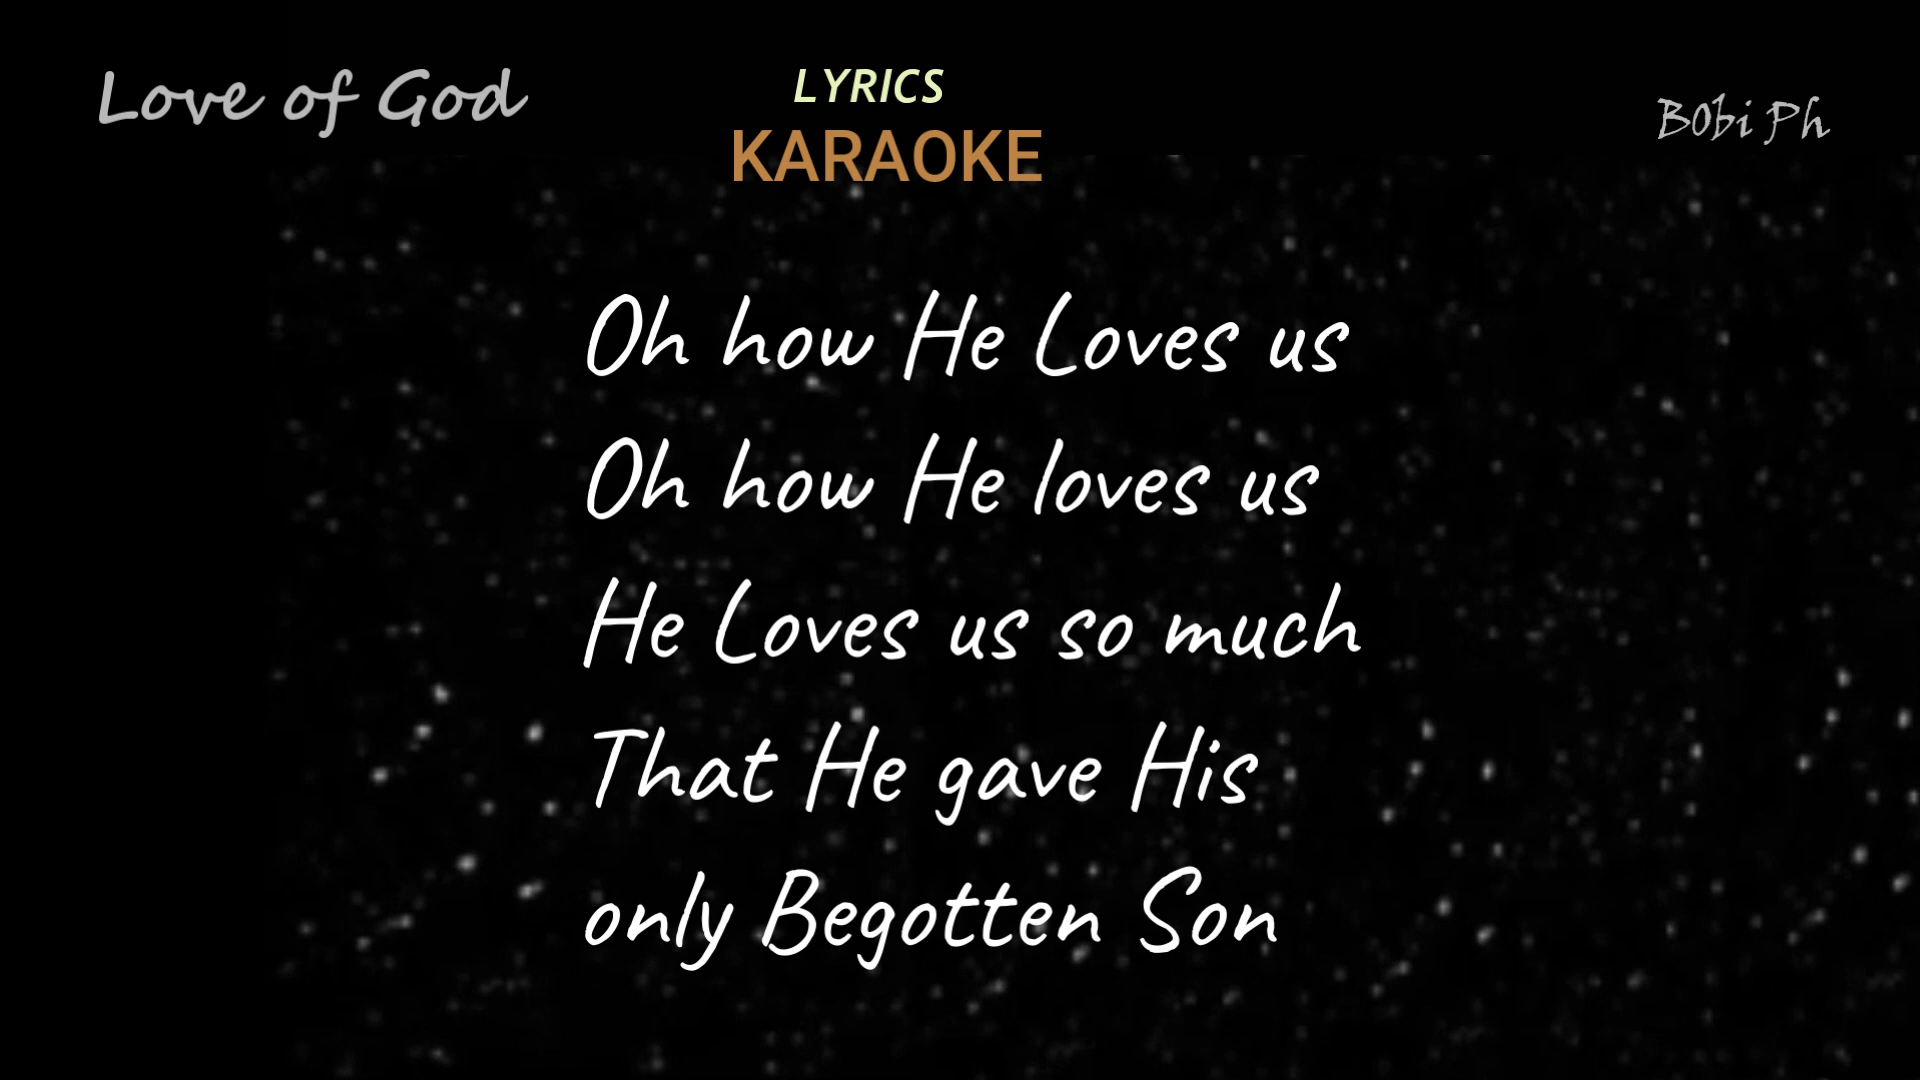 Love of God
LYRICS
KARAOKE
Bobi Ph
Oh how He Loves us
Oh how He loves us
He Loves us so much
That He gave His
only Begotten Son